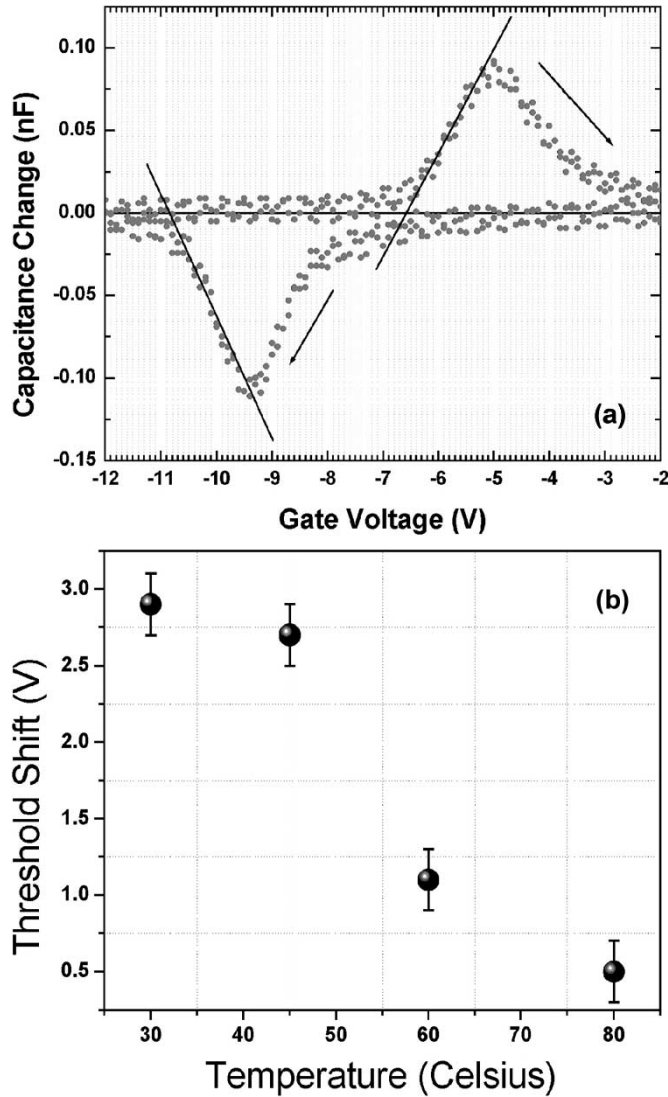 0.10
0.05
0.00
-0.05
-0.10
-0.15
Capacitance Change (nF)
(a)
-12 -11 -10 -9 -8 -7 -6 -5 -4 -3 -2
Gate Voltage (V)
(b)
3.0
2.5
2.0
1.5
1.0
0.5
Threshold Shift (V)
30 40 50 60 70 80
Temperature (Celsius)